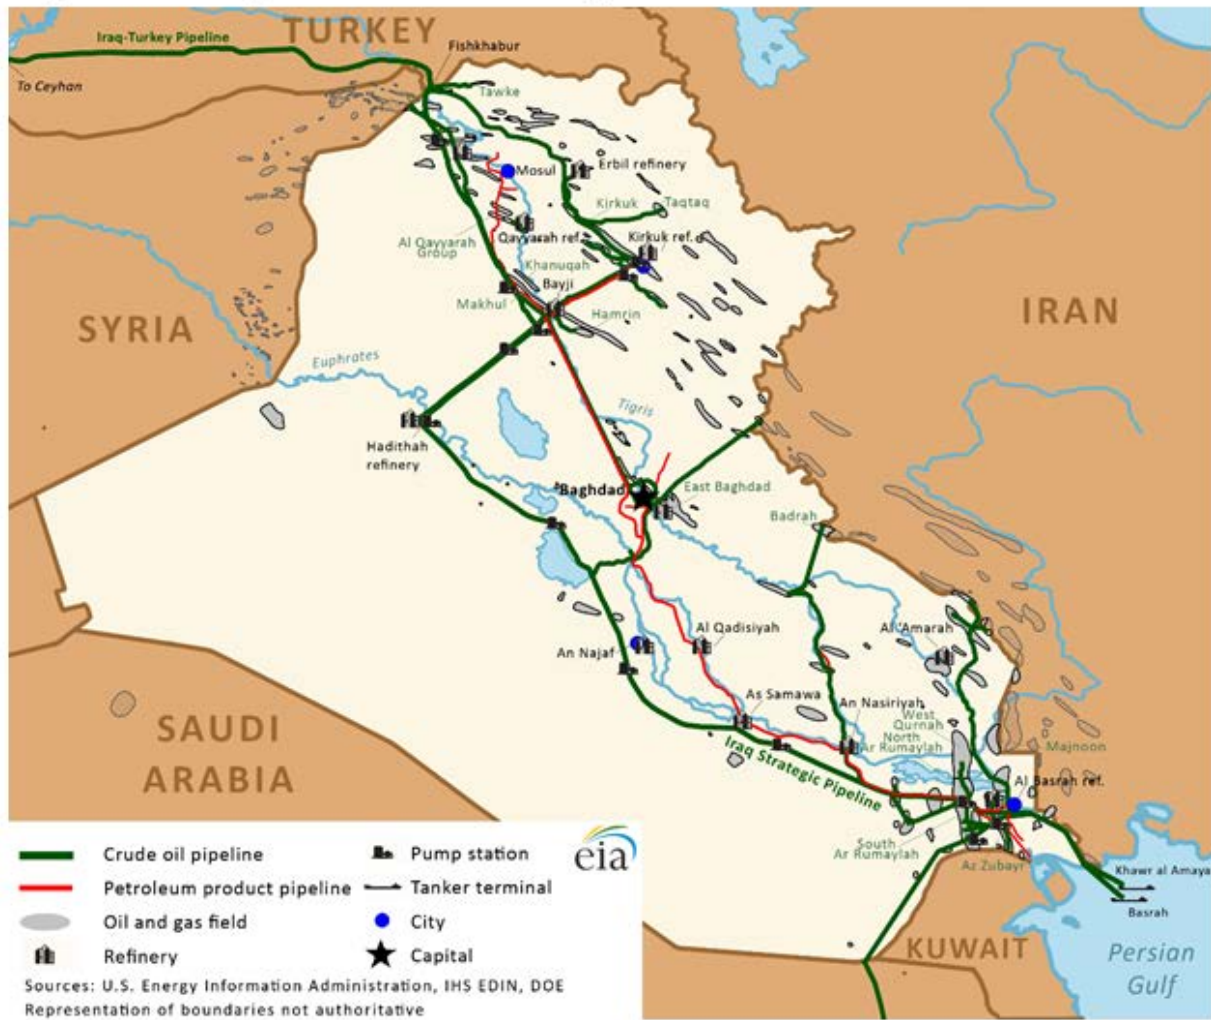 TURKEY
Iraq-Turkey Pipeline
Fishkhabur
To Ceyhan
Tawke
Mosul
Erbil refinery
Kirkuk
Taqtaq
Al Qayyarah
Group
Qayyarah ref.
Kirkuk ref.
Khanuqah
Bayji
Makhul
Hamrin
SYRIA
IRAN
Euphrates
Tigris
Hadithah
refinery
Baghdad
East Baghdad
Badrah
An Najaf
Al Qadisiyah
Al 'Amarah
As Samawa
An Nasiriyah
West
Qurnah
North
Ar Rumaylah
Majnoon
SAUDI
ARABIA
Iraq Strategic Pipeline
Al Basrah ref.
South
Ar Rumaylah
Az Zubayr
Khawr al Amaya
Basrah
KUWAIT
Persian
Gulf
Crude oil pipeline
Pump station
eia
Petroleum product pipeline
Tanker terminal
Oil and gas field
City
Refinery
Capital
Sources: U.S. Energy Information Administration, IHS EDIN, DOE
Representation of boundaries not authoritative